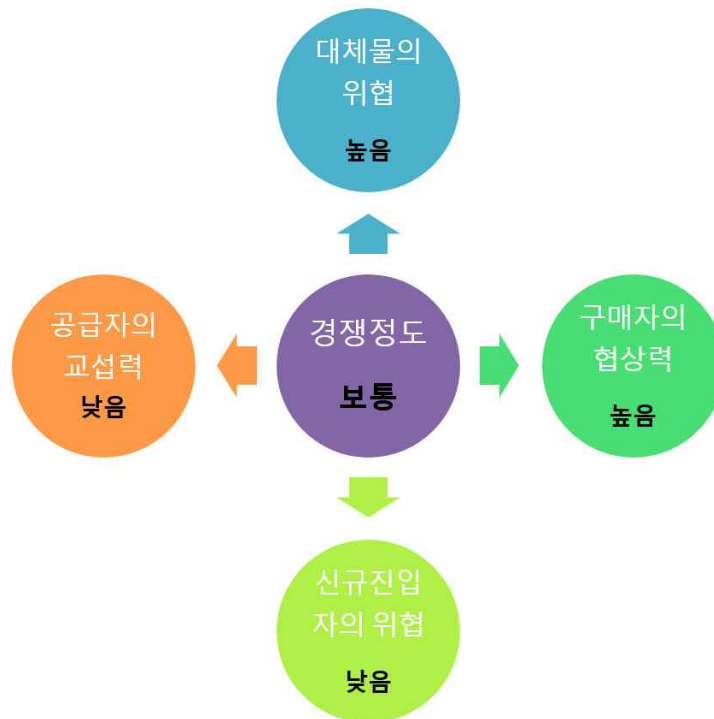 대체물의
위협
높음
공급자의
교섭력
낮음
경쟁정도
보통
구매자의
협상력
높음
신규진입
자의 위협
낮음